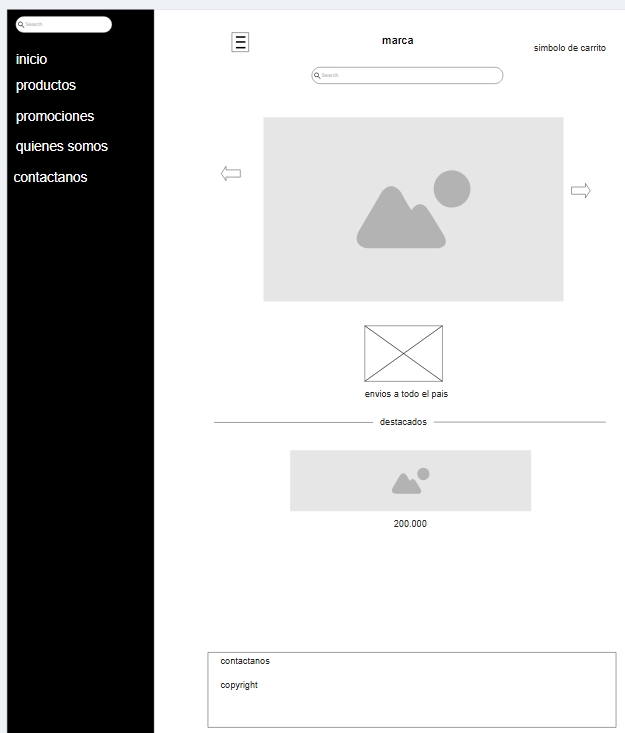 Search
inicio
productos
promociones
quienes somos
contactanos
marca
simbolo de carrito
Search
envios a todo el pais
destacados
200.000
contactanos
copyright